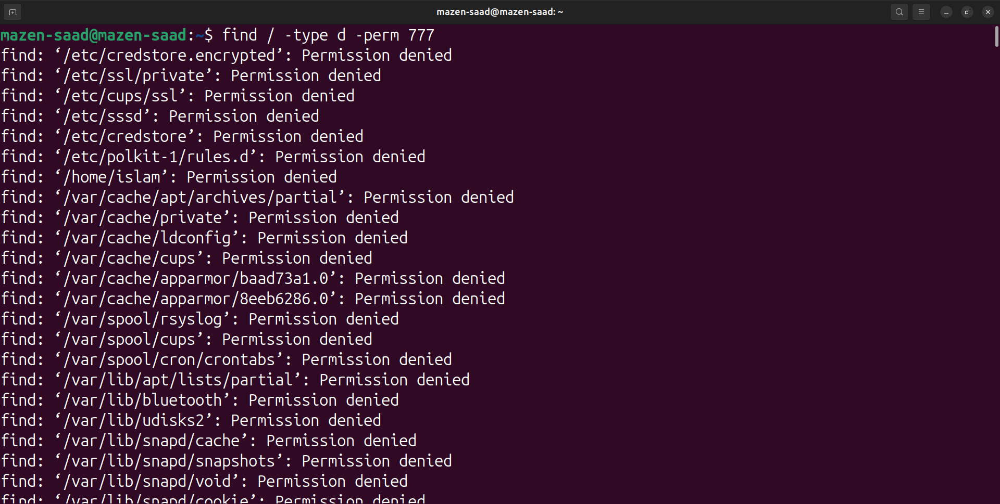 mazen-saad@mazen-saad: ~
mazen-saad@mazen-saad:~$ find / -type d -perm 777
find: ‘/etc/credstore.encrypted’: Permission denied
find: ‘/etc/ssl/private’: Permission denied
find: ‘/etc/cups/ssl’: Permission denied
find: ‘/etc/sssd’: Permission denied
find: ‘/etc/credstore’: Permission denied
find: ‘/etc/polkit-1/rules.d’: Permission denied
find: ‘/home/islam’: Permission denied
find: ‘/var/cache/apt/archives/partial’: Permission denied
find: ‘/var/cache/private’: Permission denied
find: ‘/var/cache/ldconfig’: Permission denied
find: ‘/var/cache/cups’: Permission denied
find: ‘/var/cache/apparmor/baad73a1.0’: Permission denied
find: ‘/var/cache/apparmor/8eeb6286.0’: Permission denied
find: ‘/var/spool/rsyslog’: Permission denied
find: ‘/var/spool/cups’: Permission denied
find: ‘/var/spool/cron/crontabs’: Permission denied
find: ‘/var/lib/apt/lists/partial’: Permission denied
find: ‘/var/lib/bluetooth’: Permission denied
find: ‘/var/lib/udisks2’: Permission denied
find: ‘/var/lib/snapd/cache’: Permission denied
find: ‘/var/lib/snapd/snapshots’: Permission denied
find: ‘/var/lib/snapd/void’: Permission denied
find: ‘/var/lib/snapd/cookie’: Permission denied